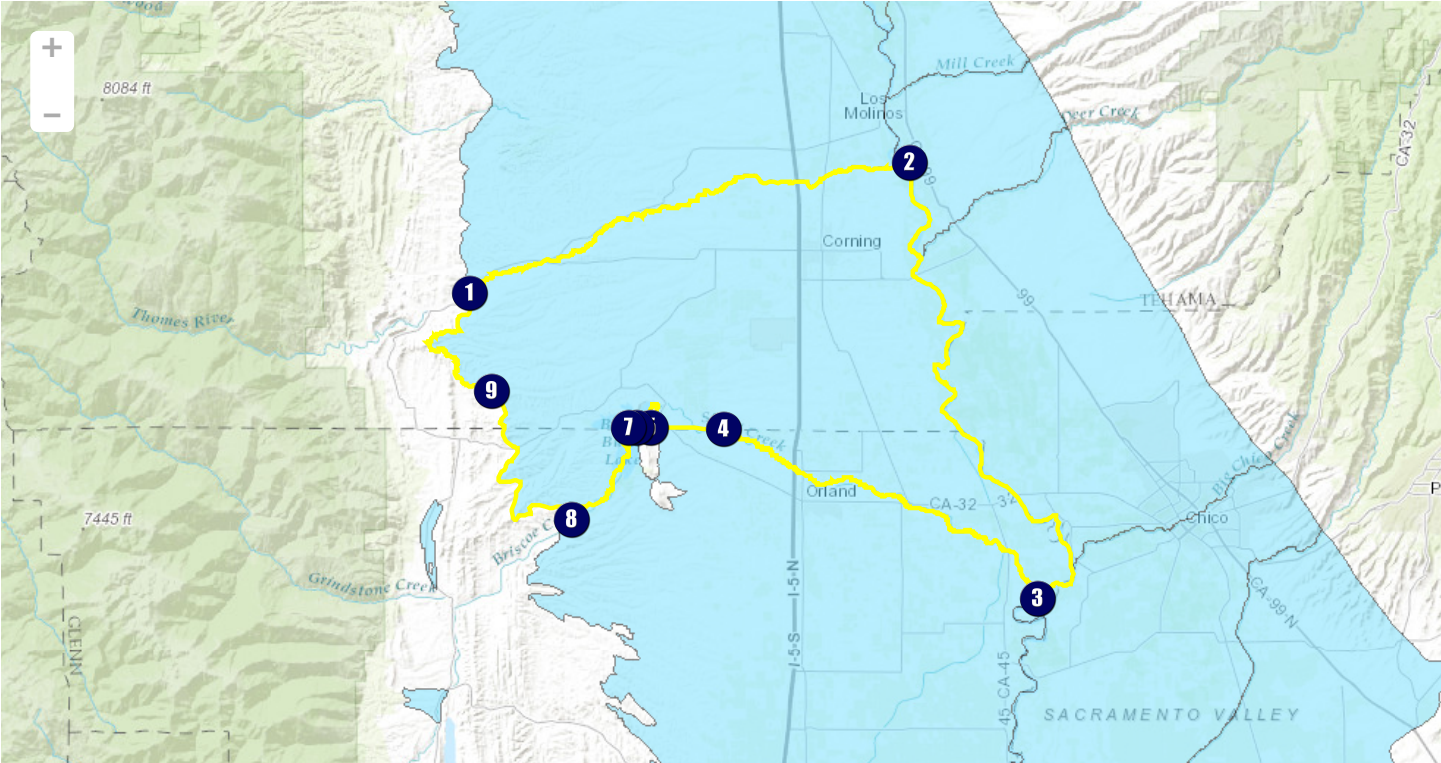 +
−
8084 ft
Mill Creek
Los
Molinos
CA-32
2
Corning
1
99
TEHAMA
Thomes River
9
7
4
Creek
Orland
CA-32
Big Chico Creek
P
Chico
7445 ft
8
Grindstone Creek
3
CA-99-N
GLENN
I-5-N
I-5-S
45 CA-45
SACRAMENTO VALLEY